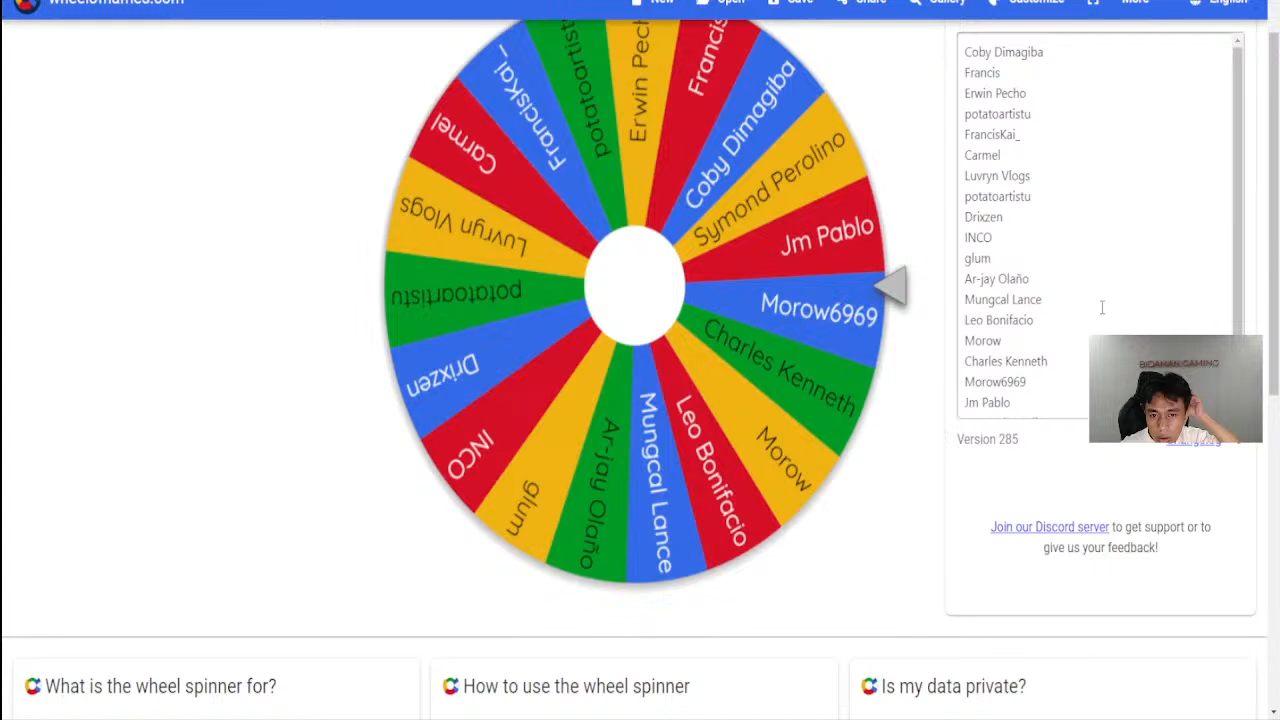 wheelofnames.com
New Open Save Share Gallery Customize More English
Coby Dimagiba
Francis
Erwin Pecho
potatoartistu
FrancisKai_
Carmel
Luvryn Vlogs
potatoartistu
Drixzen
INCO
glum
Ar-jay Olaño
Mungcal Lance
Leo Bonifacio
Morow
Charles Kenneth
Morow6969
Jm Pablo
Erwin Pech
Francis
Coby Dimagiba
Symond Perolino
Jm Pablo
Morow6969
Charles Kenneth
Morow
Leo Bonifacio
Mungcal Lance
Ar-jay Olaño
glum
INCO
Drixzen
potatoartistu
Luvryn Vlogs
Carmel
FrancisKai_
potatoartistu
BIDAMAN GAMING
Version 285
Changelog
Join our Discord server to get support or to
give us your feedback!
What is the wheel spinner for?
How to use the wheel spinner
Is my data private?